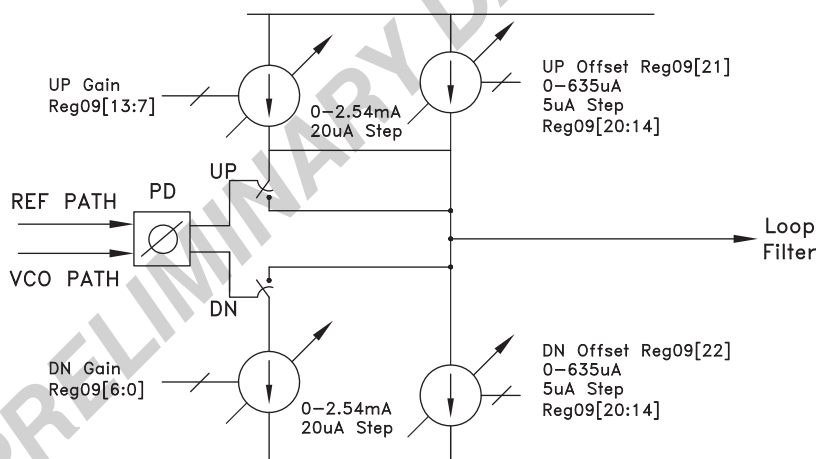 PRELIMINARY D
UP Gain
Reg09[13:7]
0-2.54mA
20uA Step
UP Offset Reg09[21]
0-635uA
5uA Step
Reg09[20:14]
UP
PD
REF PATH
VCO PATH
DN
Loop
Filter
DN Gain
Reg09[6:0]
0-2.54mA
20uA Step
DN Offset Reg09[22]
0-635uA
5uA Step
Reg09[20:14]